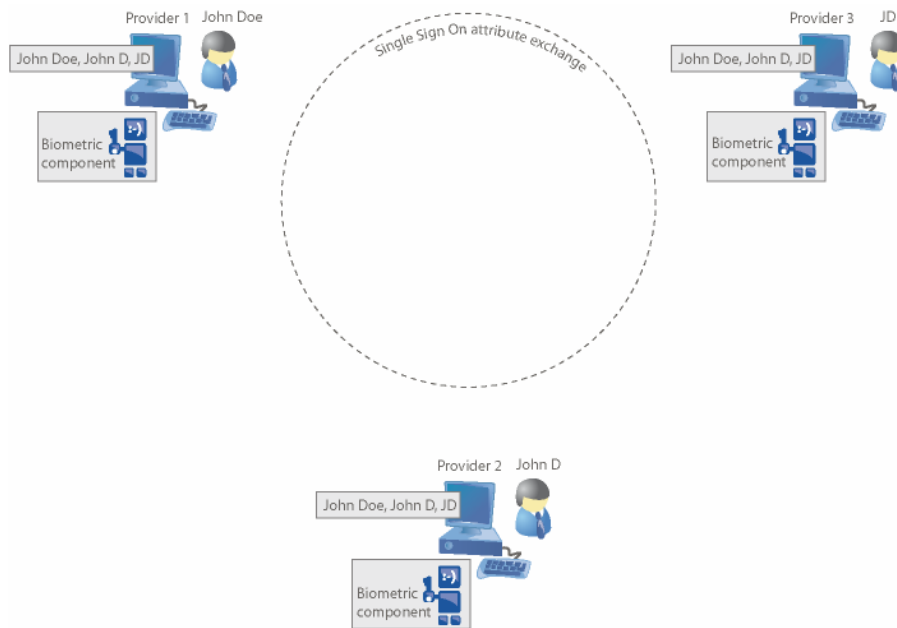 Provider 1 John Doe
John Doe, John D, JD
Biometric
component
Single Sign On attribute exchange
Provider 3 JD
John Doe, John D, JD
Biometric
component
Provider 2 John D
John Doe, John D, JD
Biometric
component